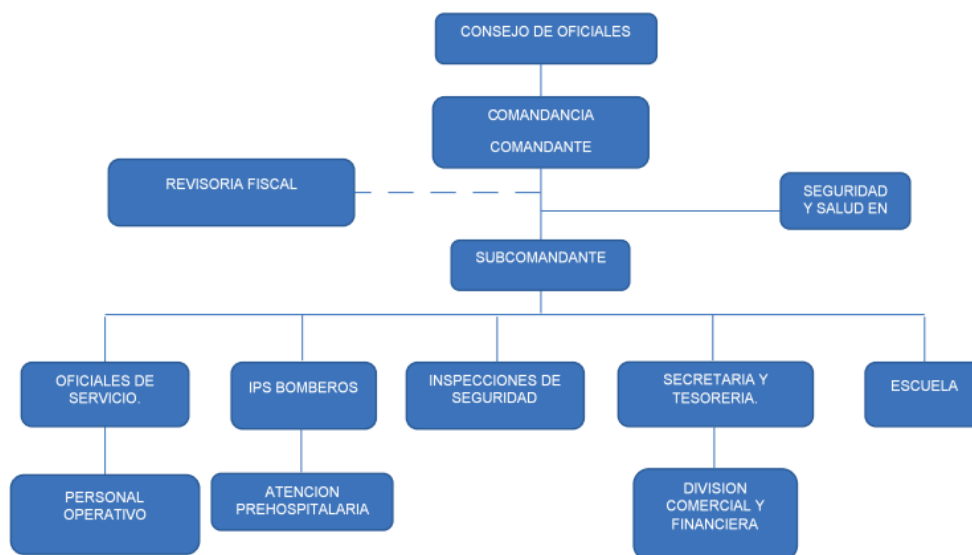 CONSEJO DE OFICIALES
COMANDANCIA
COMANDANTE
REVISORIA FISCAL
SEGURIDAD
Y SALUD EN
SUBCOMANDANTE
OFICIALES DE
SERVICIO.
IPS BOMBEROS
INSPECCIONES DE
SEGURIDAD
SECRETARIA Y
TESORERIA.
ESCUELA
PERSONAL
OPERATIVO
ATENCION
PREHOSPITALARIA
DIVISION
COMERCIAL Y
FINANCIERA